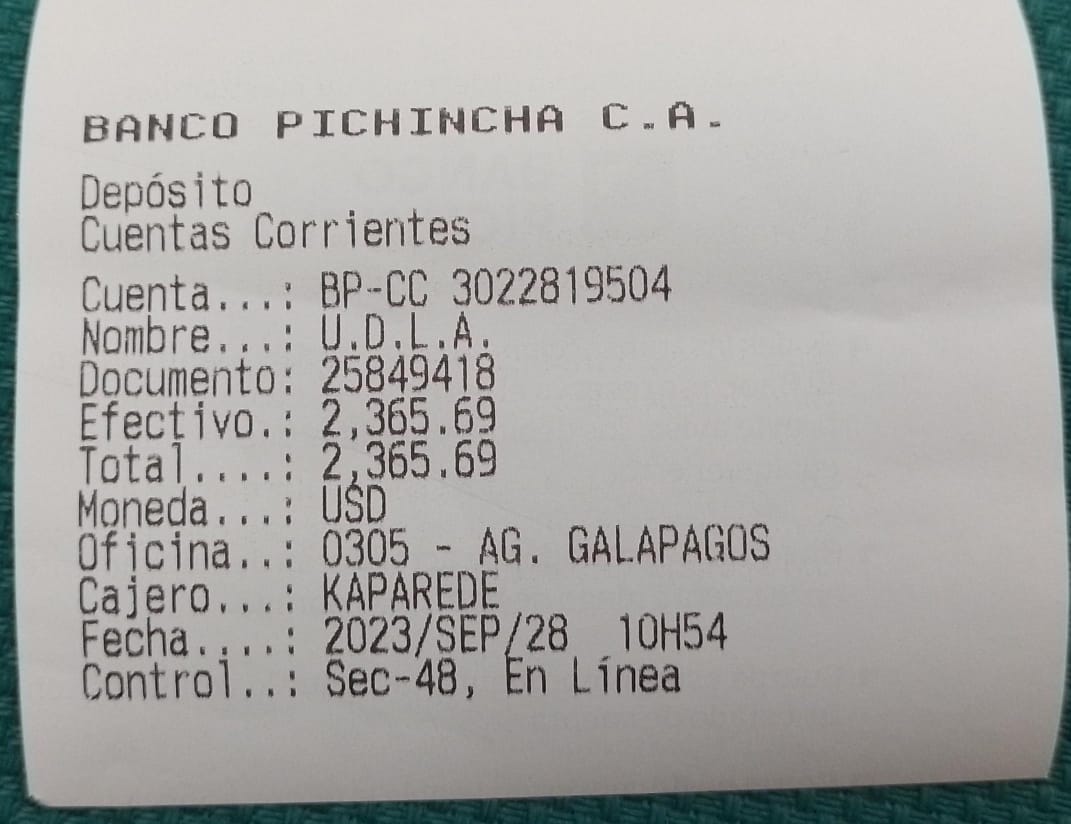 BANCO PICHINCHA C.A.
Depósito
Cuentas Corrientes
Cuenta...: BP-CC 3022819504
Nombre...: U.D.L.A.
Documento: 25849418
Efectivo.: 2,365.69
Total....: 2,365.69
Moneda...: USD
Oficina..: 0305 - AG. GALAPAGOS
Cajero...: KAPAREDE
Fecha....: 2023/SEP/28 10H54
Control..: Sec-48, En Línea